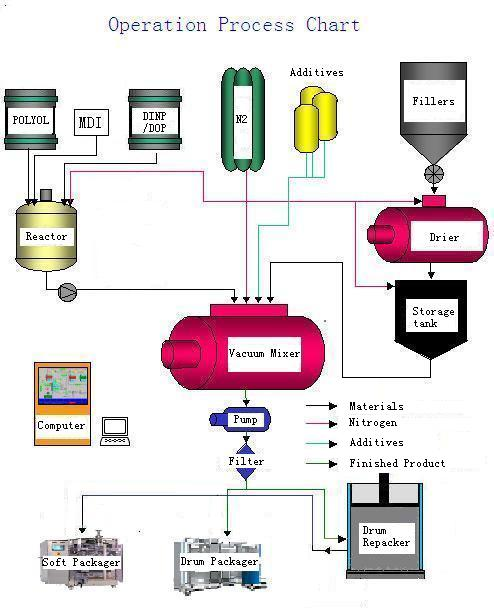 Operation Process Chart
Additives
POLYOL
MDI
DINP
/DOP
N2
Fillers
Reactor
Drier
Storage
tank
Vacuum Mixer
Computer
Pump
Filter
Materials
Nitrogen
Additives
Finished Product
Soft Packager
Drum Packager
Drum
Repacker